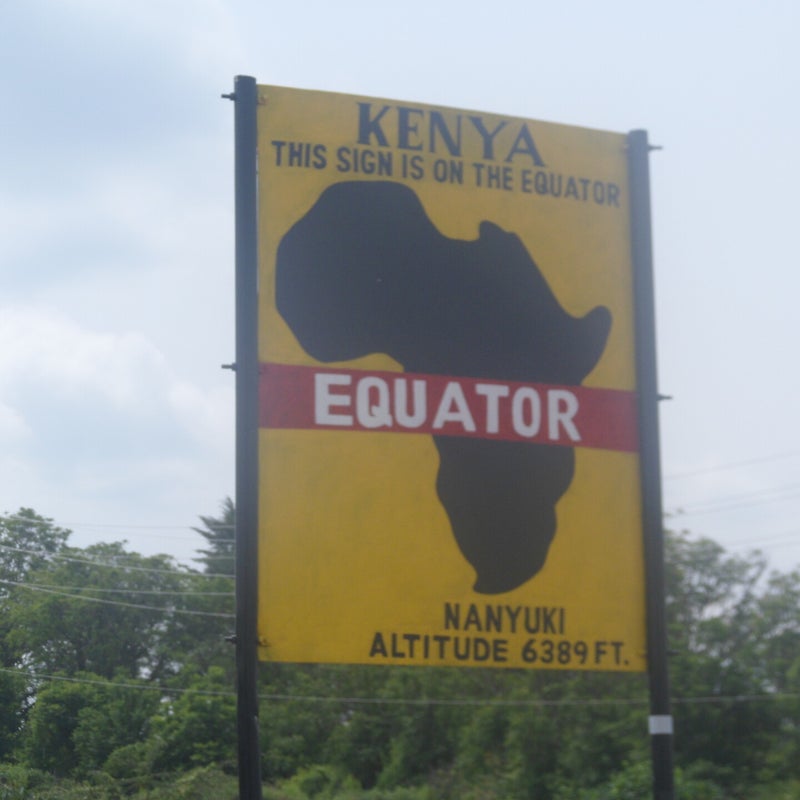 KENYA
THIS SIGN IS ON THE EQUATOR
EQUATOR
NANYUKI
ALTITUDE 6389 FT.